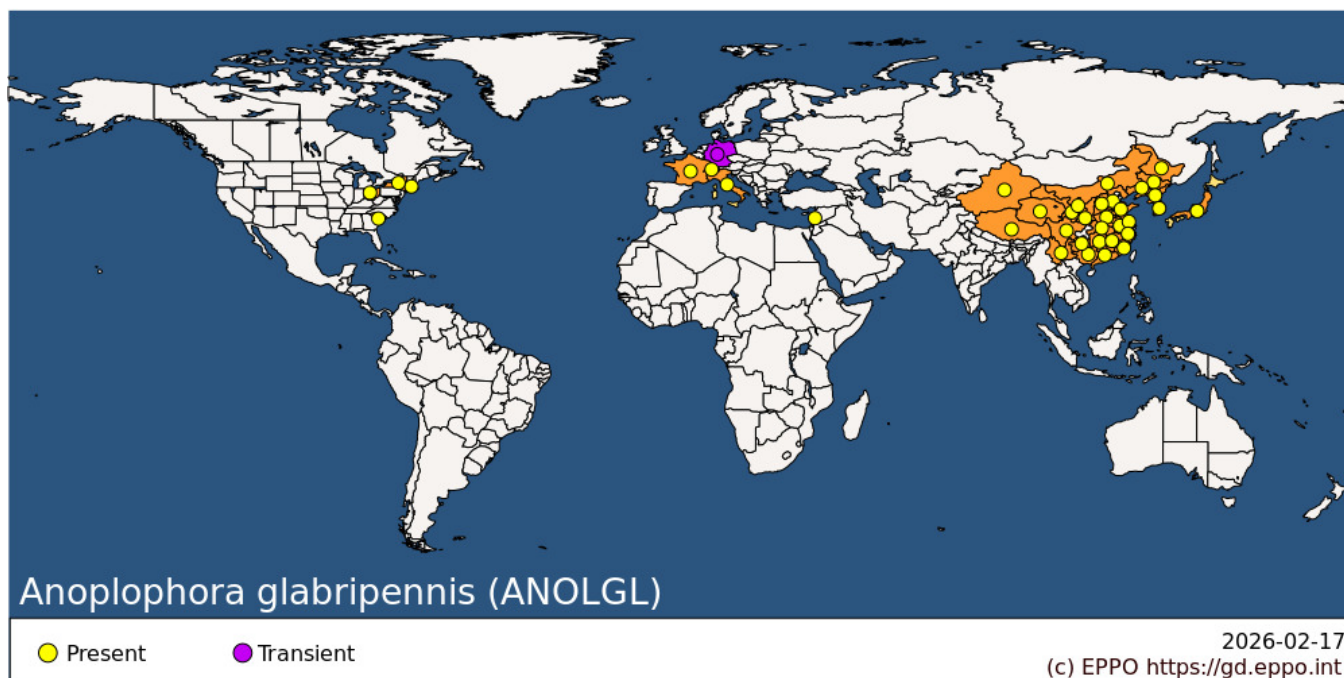 Anoplophora glabripennis (ANOLGL)
Present
Transient
2026-02-17
(c) EPPO https://gd.eppo.int